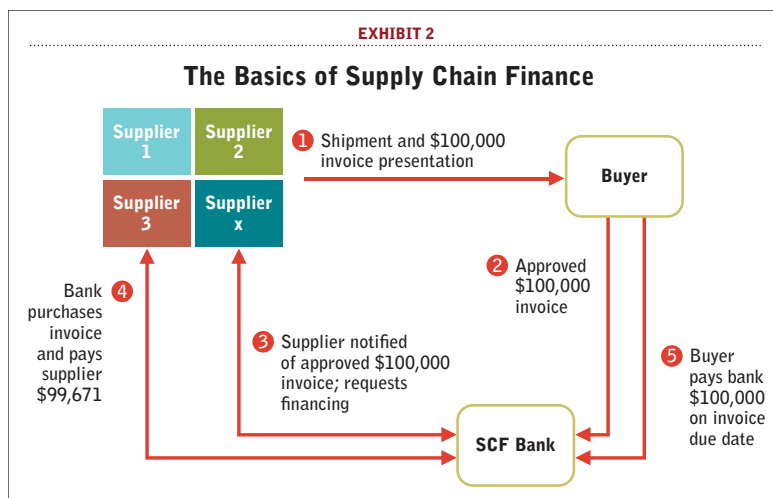 EXHIBIT 2
The Basics of Supply Chain Finance
Supplier
1
Supplier
2
Supplier
3
Supplier
x
1 Shipment and $100,000
invoice presentation
Buyer
2 Approved
$100,000
invoice
3 Supplier notified
of approved $100,000
invoice; requests
financing
Bank 4
purchases
invoice
and pays
supplier
$99,671
5 Buyer
pays bank
$100,000
on invoice
due date
SCF Bank